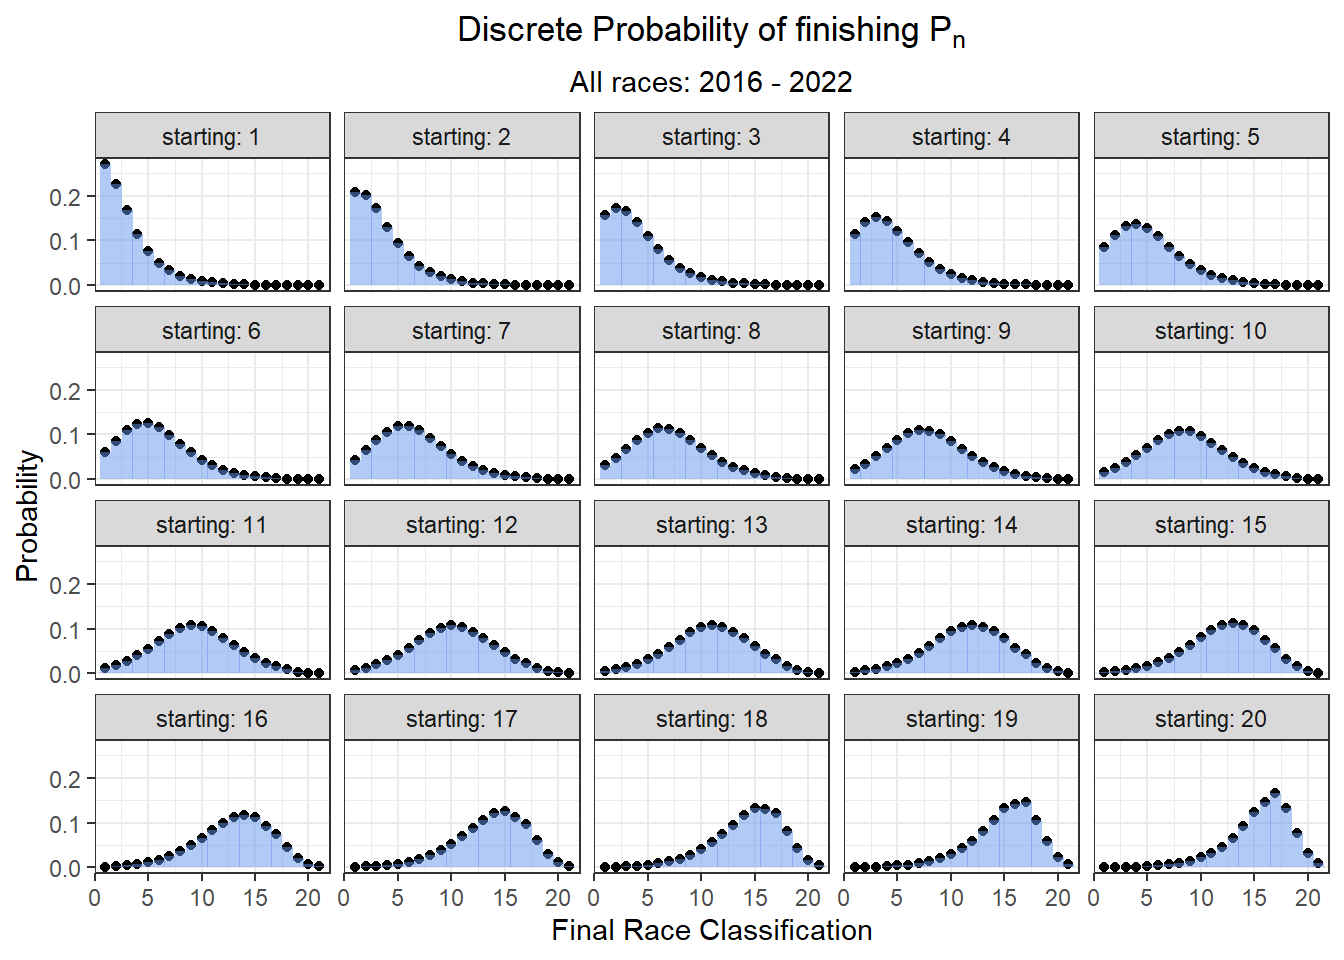 Discrete Probability of finishing Pn
All races: 2016 - 2022
starting: 1 starting: 2 starting: 3 starting: 4 starting: 5
0.2
0.1
0.0
starting: 6 starting: 7 starting: 8 starting: 9 starting: 10
0.2
0.1
0.0
Probability
starting: 11 starting: 12 starting: 13 starting: 14 starting: 15
0.2
0.1
0.0
starting: 16 starting: 17 starting: 18 starting: 19 starting: 20
0.2
0.1
0.0
0 5 10 15 20 0 5 10 15 20 0 5 10 15 20 0 5 10 15 20 0 5 10 15 20
Final Race Classification